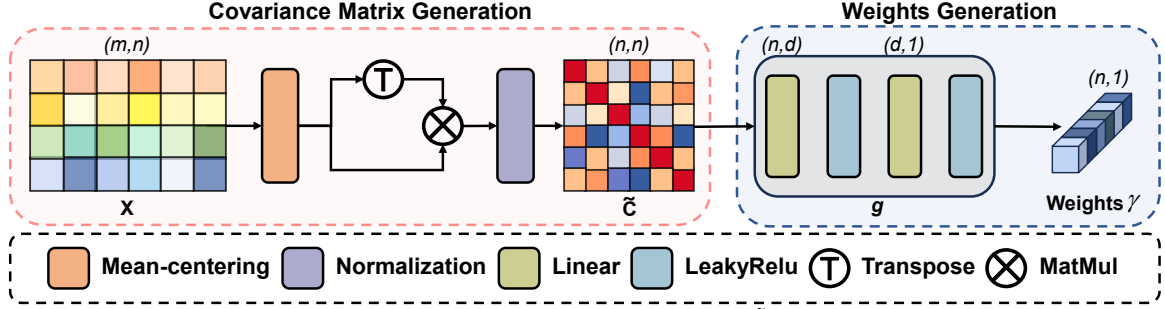 Covariance Matrix Generation
Weights Generation
(m,n)
(n,n)
(n,d)
(d,1)
(n,1)
T
X
C̃
g
Weights γ
Mean-centering
Normalization
Linear
LeakyRelu
T
Transpose
MatMul